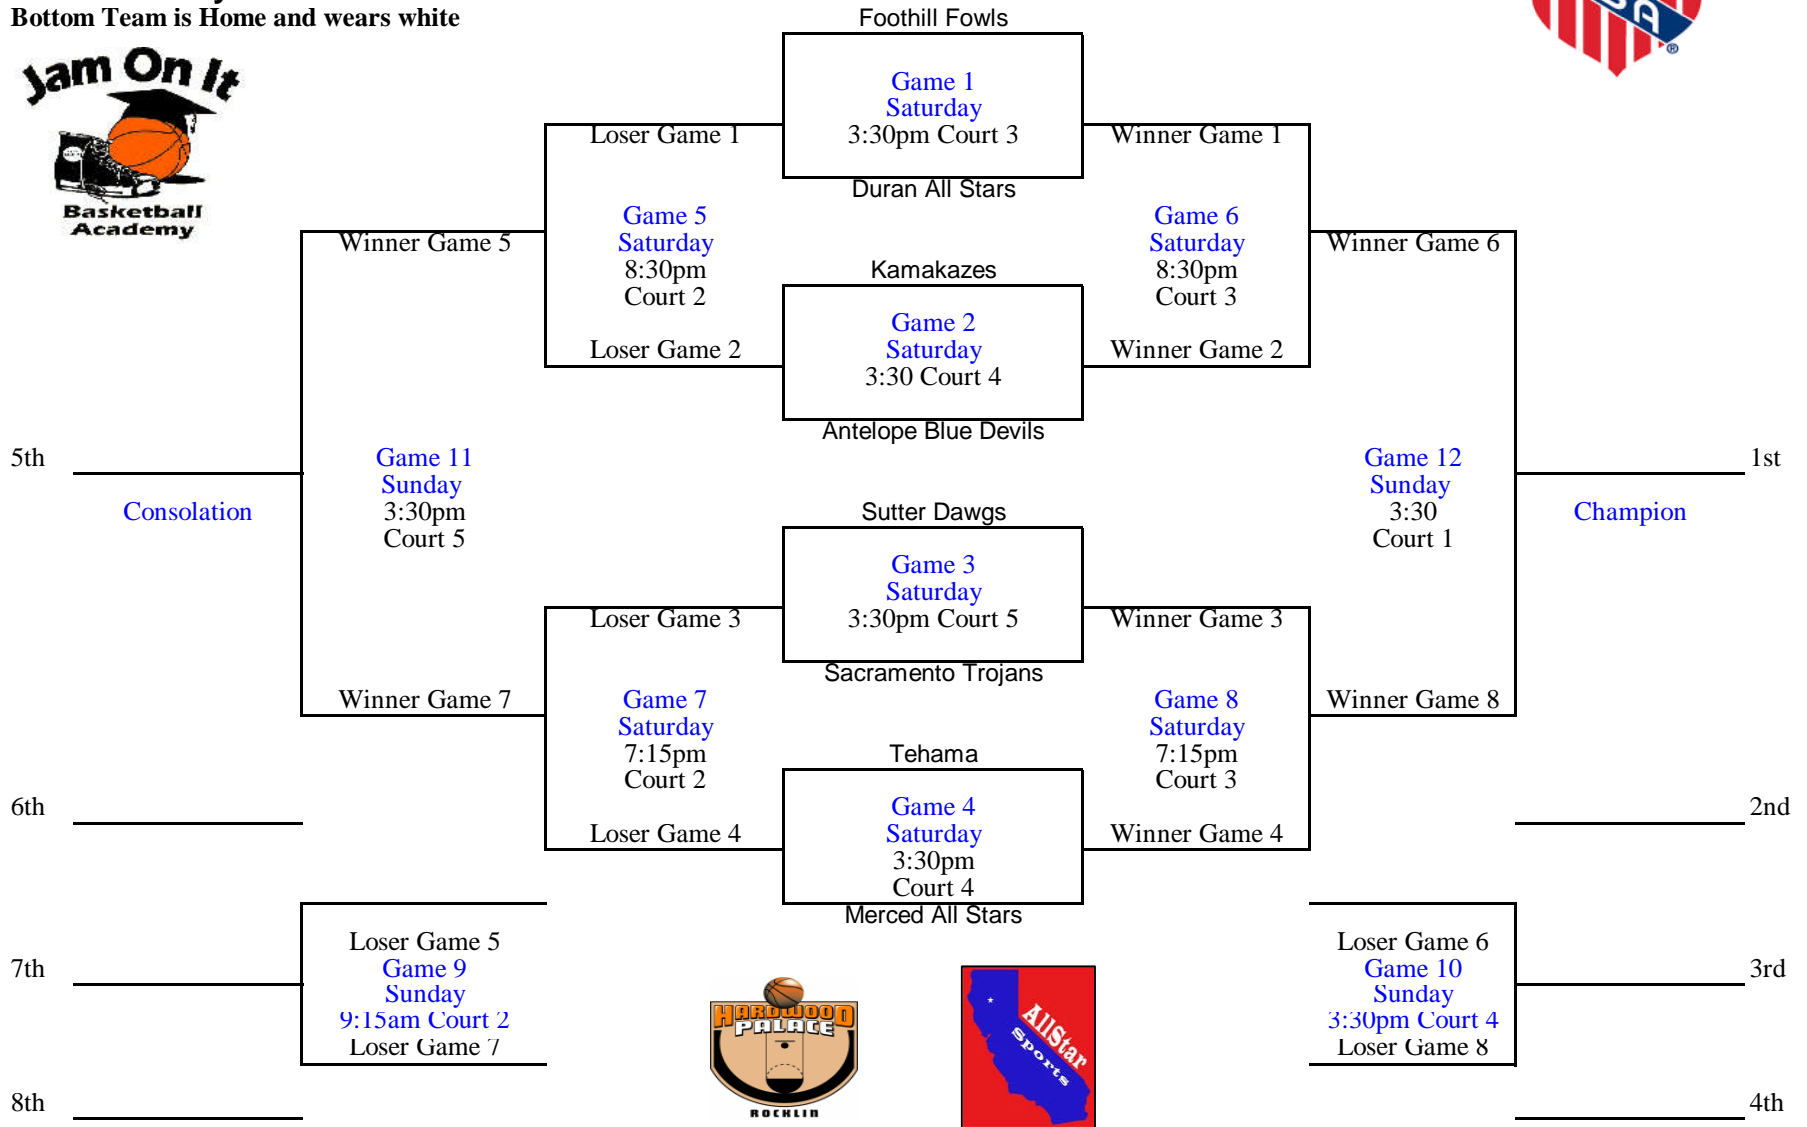 Bottom Team is Home and wears white
Jam On It
Basketball
Academy
SA
®
Foothill Fowls
Game 1
Saturday
3:30pm Court 3
Duran All Stars
Loser Game 1
Winner Game 1
Game 5
Saturday
8:30pm
Court 2
Game 6
Saturday
8:30pm
Court 3
Winner Game 5
Winner Game 6
Kamakazes
Game 2
Saturday
3:30 Court 4
Antelope Blue Devils
Loser Game 2
Winner Game 2
5th
Consolation
Game 11
Sunday
3:30pm
Court 5
Game 12
Sunday
3:30
Court 1
1st
Champion
Sutter Dawgs
Game 3
Saturday
3:30pm Court 5
Sacramento Trojans
Loser Game 3
Winner Game 3
Winner Game 7
Game 7
Saturday
7:15pm
Court 2
Game 8
Saturday
7:15pm
Court 3
Winner Game 8
Tehama
Game 4
Saturday
3:30pm
Court 4
Merced All Stars
Loser Game 4
Winner Game 4
6th
2nd
Loser Game 5
Game 9
Sunday
9:15am Court 2
Loser Game 7
7th
8th
HARDWOOD
PALACE
ROCKLIN
AllStar
Sports
Loser Game 6
Game 10
Sunday
3:30pm Court 4
Loser Game 8
3rd
4th